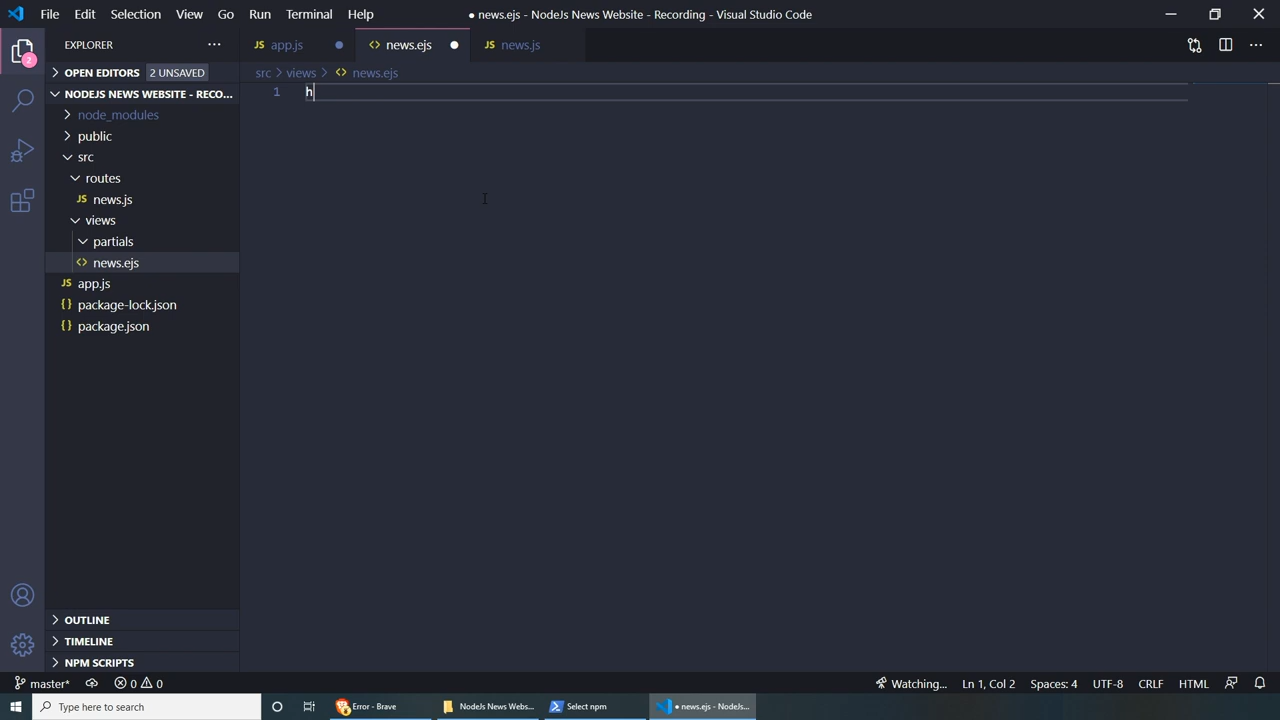 File Edit Selection View Go Run Terminal Help
● news.ejs - NodeJs News Website - Recording - Visual Studio Code
EXPLORER
JS app.js
<> news.ejs
JS news.js
OPEN EDITORS 2 UNSAVED
src > views > <> news.ejs
NODEJS NEWS WEBSITE - RECO...
1 h
node_modules
public
src
routes
JS news.js
views
partials
<> news.ejs
JS app.js
{} package-lock.json
{} package.json
OUTLINE
TIMELINE
NPM SCRIPTS
2
master* 0 0
Watching... Ln 1, Col 2 Spaces: 4 UTF-8 CRLF HTML
Type here to search
Error - Brave
NodeJs News Webs...
Select npm
● news.ejs - NodeJs...